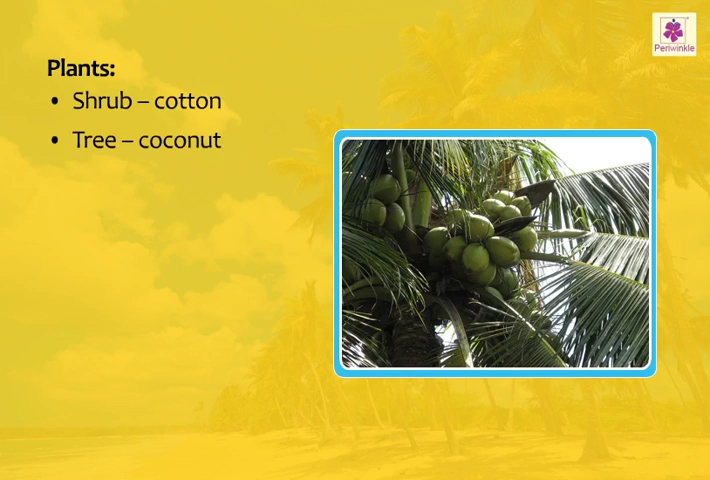 Periwinkle
Plants:
• Shrub – cotton
• Tree – coconut